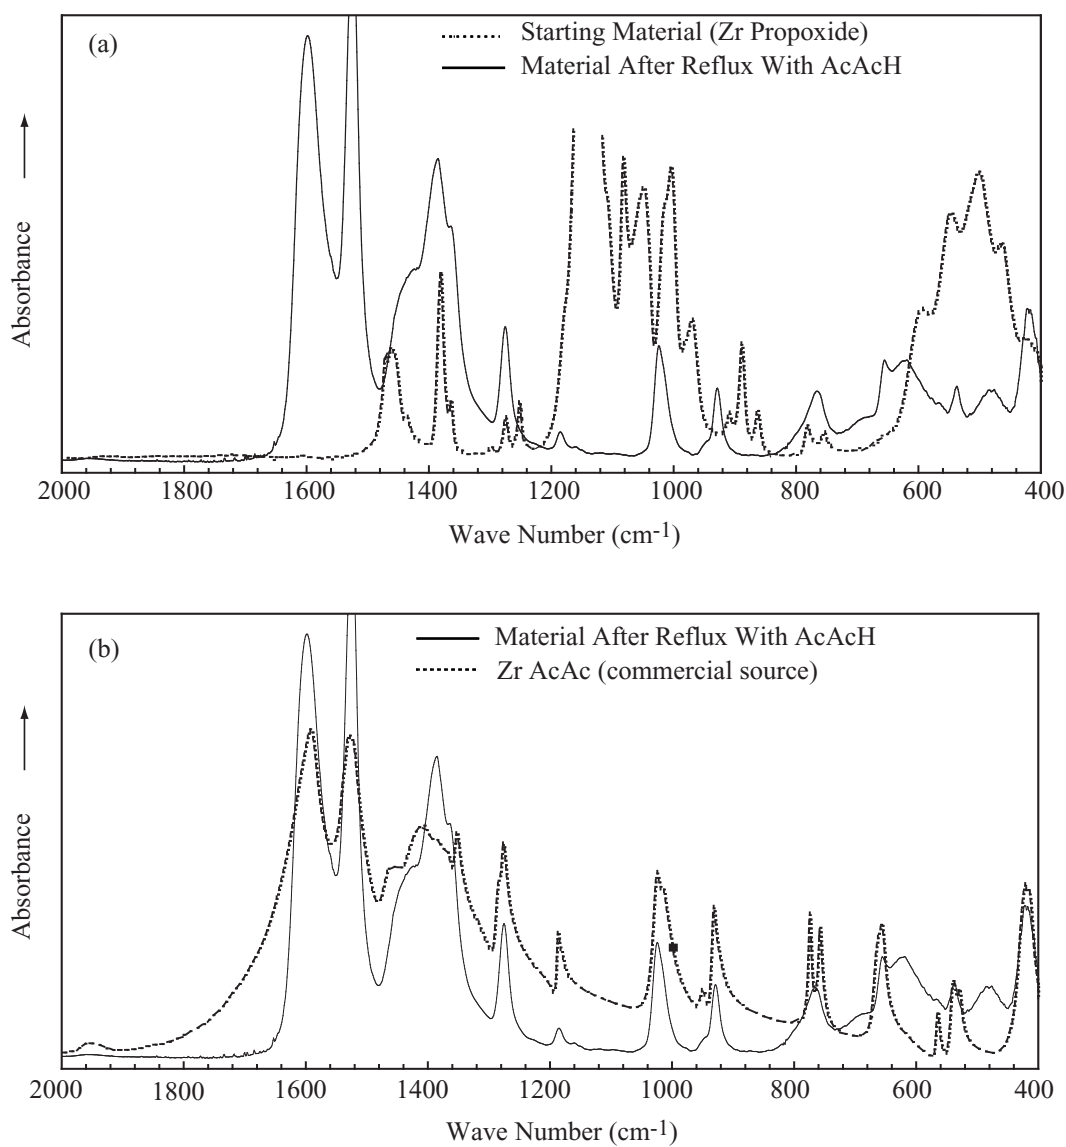 (a)
Starting Material (Zr Propoxide)
Material After Reflux With AcAcH
Absorbance
2000 1800 1600 1400 1200 1000 800 600 400
Wave Number (cm-1)
(b)
Material After Reflux With AcAcH
Zr AcAc (commercial source)
Absorbance
2000 1800 1600 1400 1200 1000 800 600 400
Wave Number (cm-1)